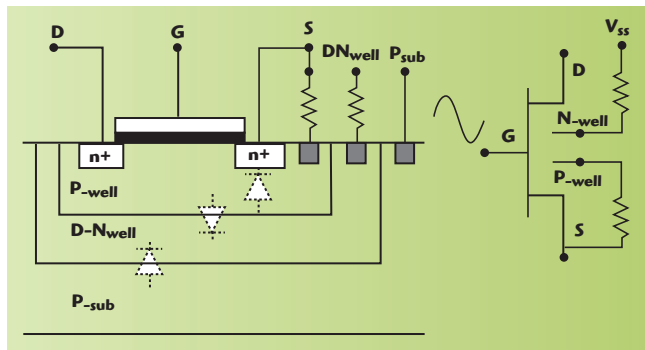 D G S DNwell Psub
n+ n+
P-well
D-Nwell
P-sub
Vss
D
N-well
G
P-well
S